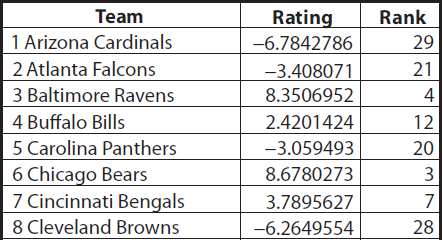 Team Rating Rank
1 Arizona Cardinals −6.7842786 29
2 Atlanta Falcons −3.408071 21
3 Baltimore Ravens 8.3506952 4
4 Buffalo Bills 2.4201424 12
5 Carolina Panthers −3.059493 20
6 Chicago Bears 8.6780273 3
7 Cincinnati Bengals 3.7895627 7
8 Cleveland Browns −6.2649554 28